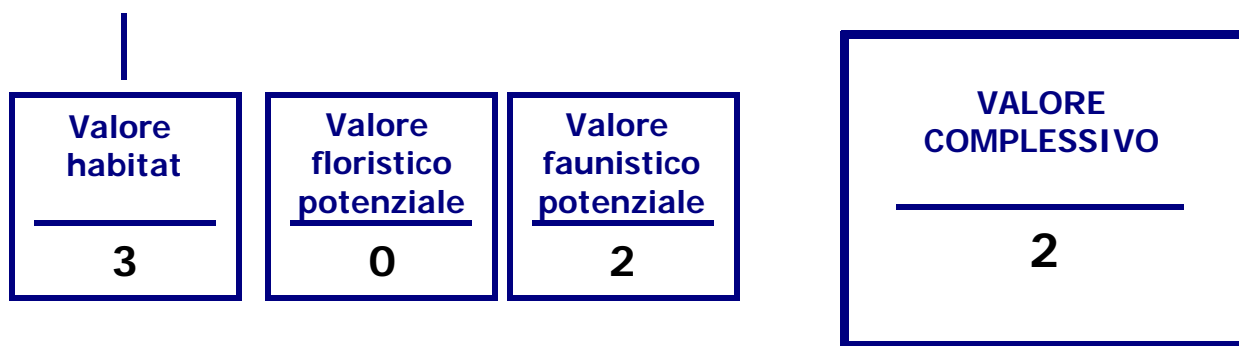 Valore
habitat
3
Valore
floristico
potenziale
0
Valore
faunistico
potenziale
2
VALORE
COMPLESSIVO
2